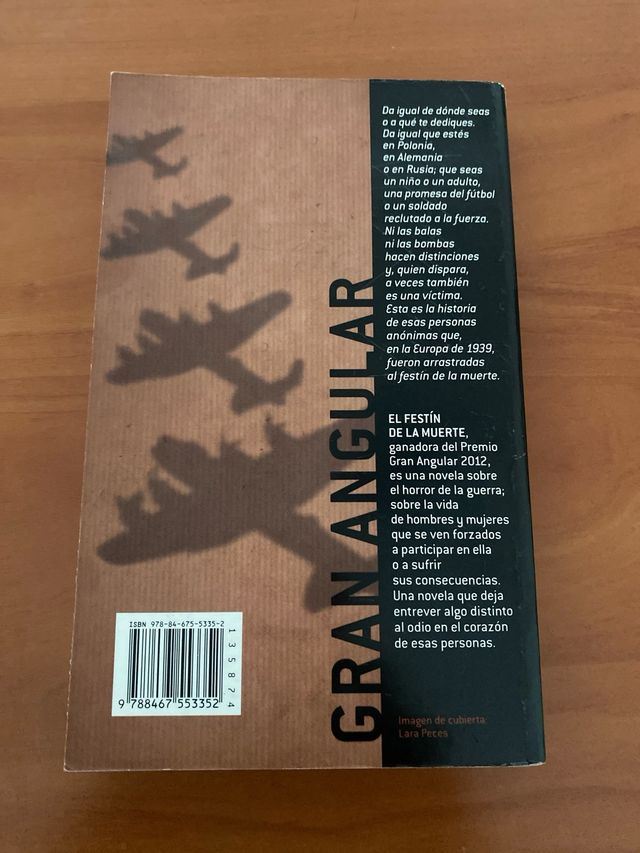 Da igual de dónde seas
o a qué te dediques.
Da igual que estés
en Polonia,
en Alemania
o en Rusia; que seas
un niño o un adulto,
una promesa del fútbol
o un soldado
reclutado a la fuerza.
Ni las balas
ni las bombas
hacen distinciones
y, quien dispara,
a veces también
es una víctima.
Esta es la historia
de esas personas
anónimas que,
en la Europa de 1939,
fueron arrastradas
al festín de la muerte.
EL FESTÍN
DE LA MUERTE,
ganadora del Premio
Gran Angular 2012,
es una novela sobre
el horror de la guerra;
sobre la vida
de hombres y mujeres
que se ven forzados
a participar en ella
o a sufrir
sus consecuencias.
Una novela que deja
entrever algo distinto
al odio en el corazón
de esas personas.
Imagen de cubierta:
Lara Peces
GRAN ANGULAR
ISBN 978-84-675-5335-2
9 788467 553352
135874